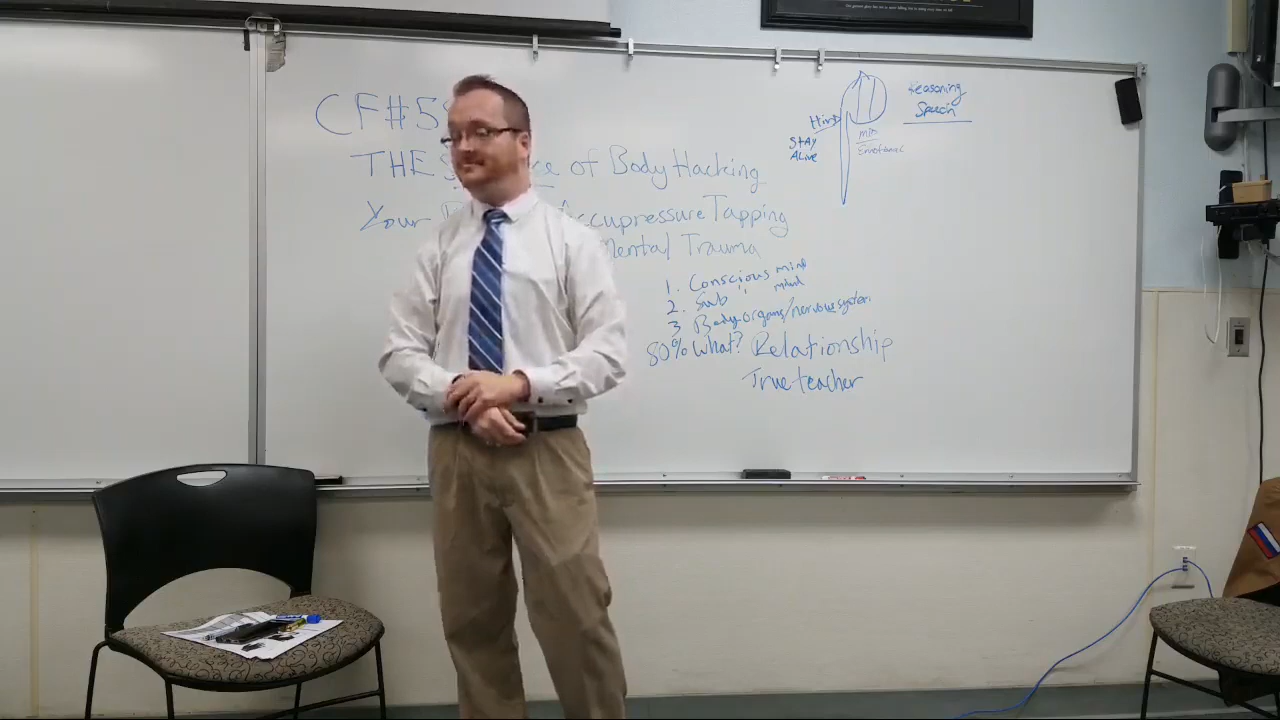 CF#5
THE of Body Hacking
Your Accupressure Tapping
mental Trauma
1. Conscious mind
2. Sub " mind
3 Body organs/nervous system
80% What? Relationship
True teacher
Reasoning
Speech
Hind
STAY
ALIVE
mid
Emotional